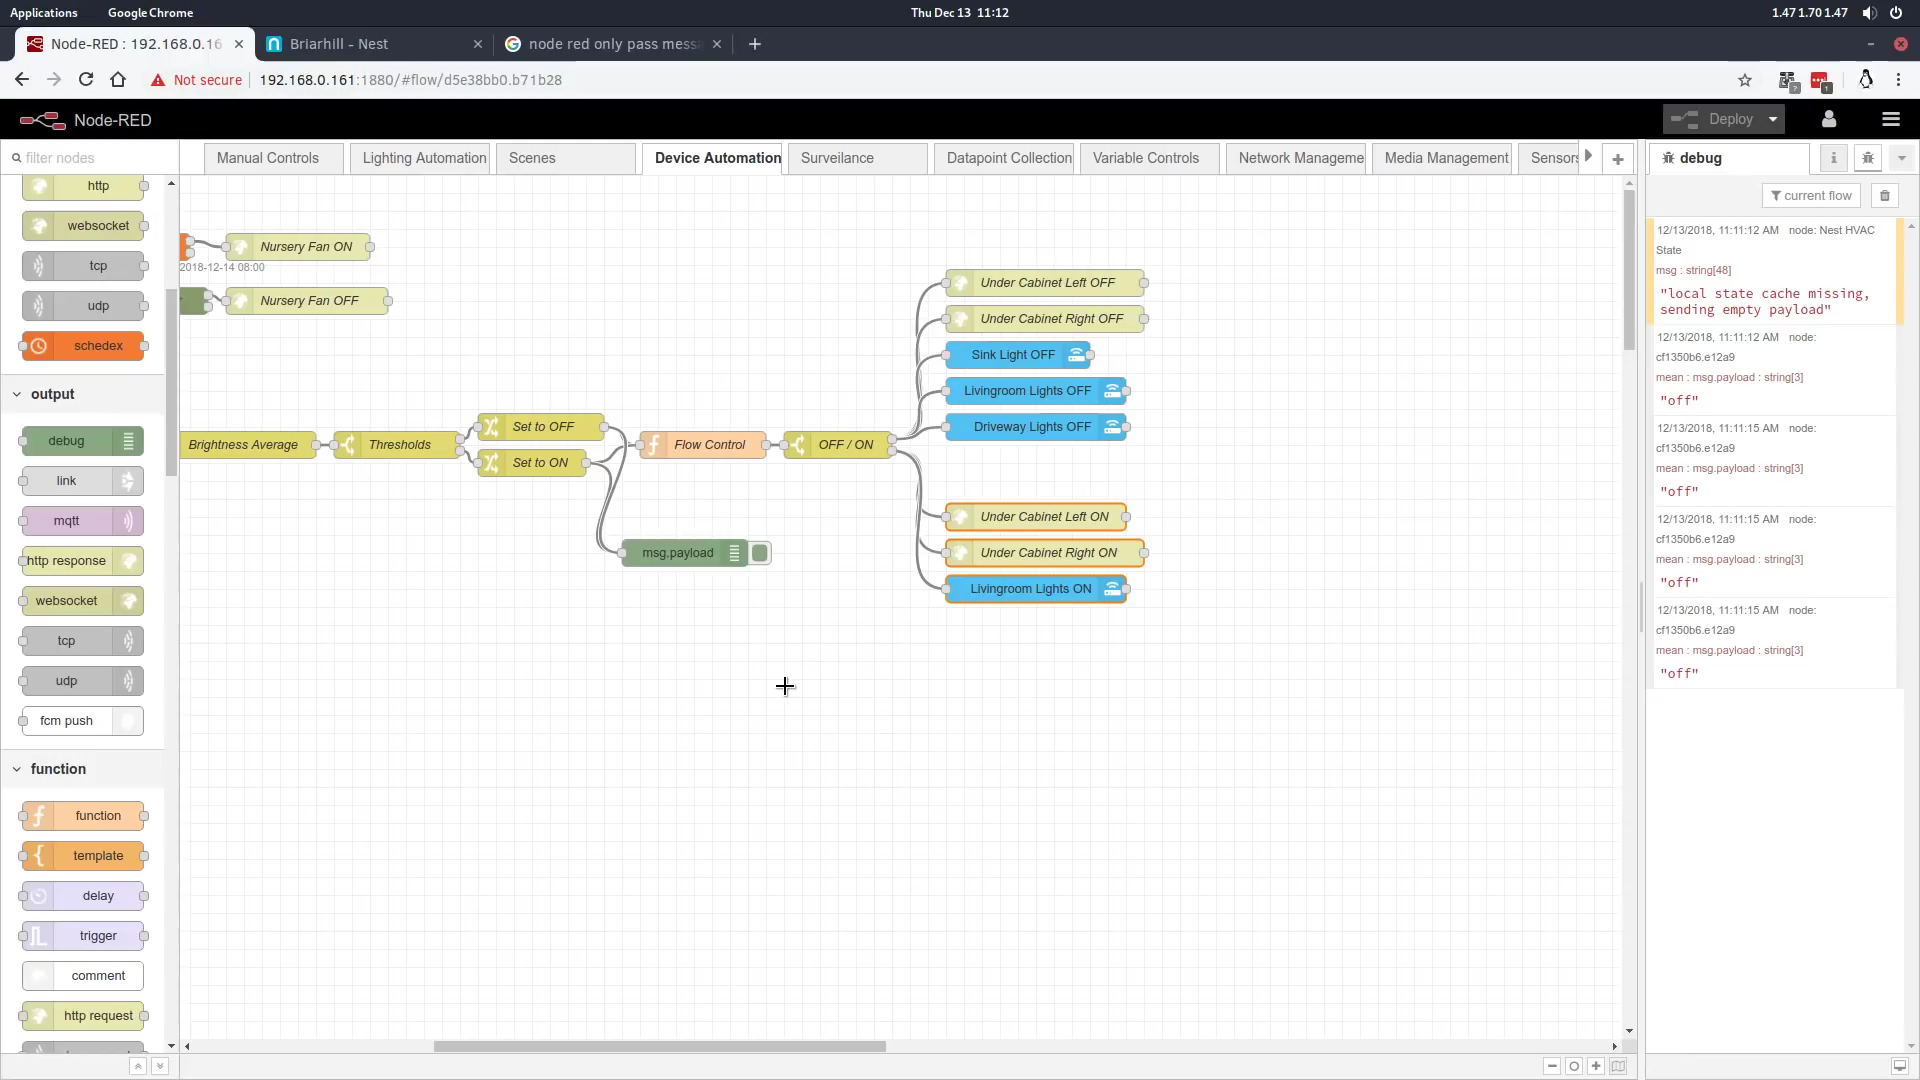 Applications
Google Chrome
Thu Dec 13 11:12
1.47 1.70 1.47
Node-RED : 192.168.0.16
Briarhill - Nest
node red only pass mess
Not secure
192.168.0.161:1880/#flow/d5e38bb0.b71b28
Node-RED
Deploy
filter nodes
Manual Controls
Lighting Automation
Scenes
Device Automation
Surveilance
Datapoint Collection
Variable Controls
Network Manageme
Media Management
Sensors
debug
current flow
http
websocket
tcp
udp
schedex
output
debug
link
mqtt
http response
websocket
tcp
udp
fcm push
function
function
template
delay
trigger
comment
http request
Nursery Fan ON
2018-12-14 08:00
Nursery Fan OFF
Brightness Average
Thresholds
Set to OFF
Set to ON
Flow Control
OFF / ON
msg.payload
Under Cabinet Left OFF
Under Cabinet Right OFF
Sink Light OFF
Livingroom Lights OFF
Driveway Lights OFF
Under Cabinet Left ON
Under Cabinet Right ON
Livingroom Lights ON
12/13/2018, 11:11:12 AM node: Nest HVAC
State
msg : string[48]
"local state cache missing,
sending empty payload"
12/13/2018, 11:11:12 AM node:
cf1350b6.e12a9
mean : msg.payload : string[3]
"off"
12/13/2018, 11:11:15 AM node:
cf1350b6.e12a9
mean : msg.payload : string[3]
"off"
12/13/2018, 11:11:15 AM node:
cf1350b6.e12a9
mean : msg.payload : string[3]
"off"
12/13/2018, 11:11:15 AM node:
cf1350b6.e12a9
mean : msg.payload : string[3]
"off"